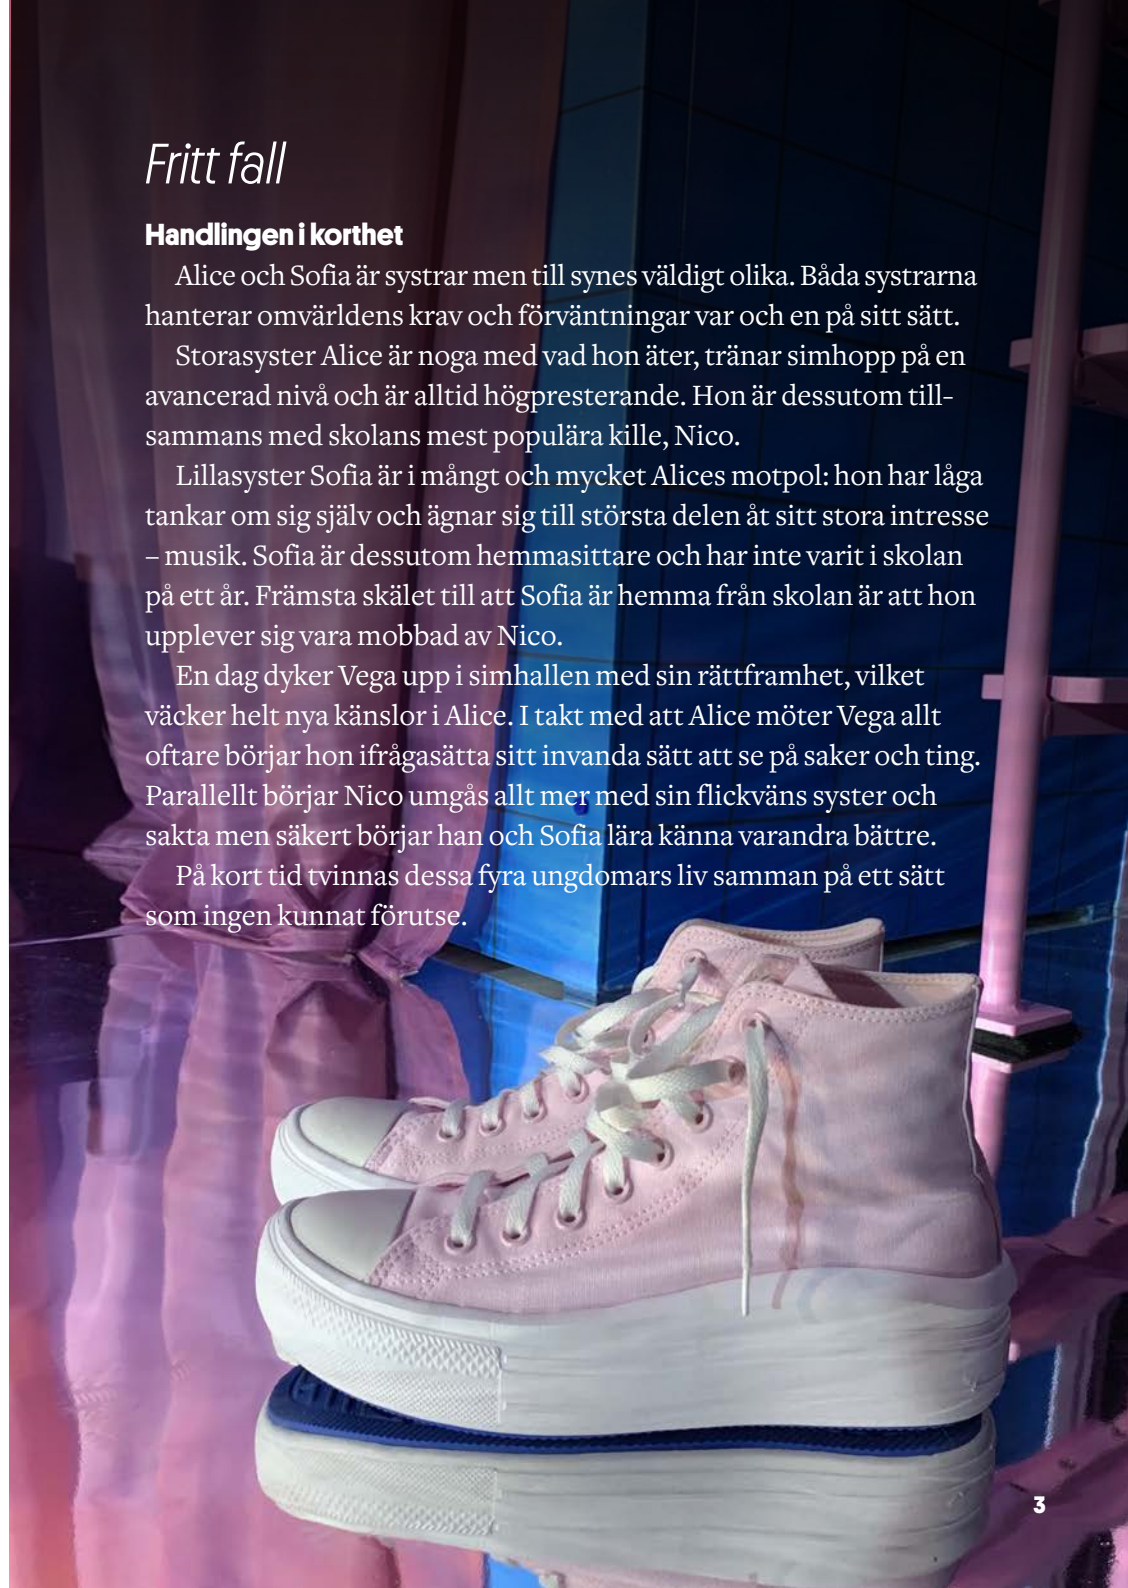 Fritt fall
Handlingen i korthet
Alice och Sofia är systrar men till synes väldigt olika. Båda systrarna
hanterar omvärldens krav och förväntningar var och en på sitt sätt.
Storasyster Alice är noga med vad hon äter, tränar simhopp på en
avancerad nivå och är alltid högpresterande. Hon är dessutom till-
sammans med skolans mest populära kille, Nico.
Lillasyster Sofia är i mångt och mycket Alices motpol: hon har låga
tankar om sig själv och ägnar sig till största delen åt sitt stora intresse
– musik. Sofia är dessutom hemmasittare och har inte varit i skolan
på ett år. Främsta skälet till att Sofia är hemma från skolan är att hon
upplever sig vara mobbad av Nico.
En dag dyker Vega upp i simhallen med sin rättframhet, vilket
väcker helt nya känslor i Alice. I takt med att Alice möter Vega allt
oftare börjar hon ifrågasätta sitt invanda sätt att se på saker och ting.
Parallellt börjar Nico umgås allt mer med sin flickväns syster och
sakta men säkert börjar han och Sofia lära känna varandra bättre.
På kort tid tvinnas dessa fyra ungdomars liv samman på ett sätt
som ingen kunnat förutse.
3